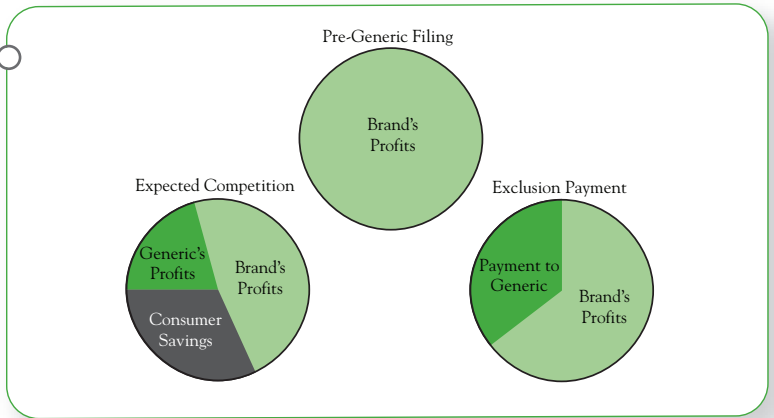 Pre-Generic Filing
Brand's
Profits
Expected Competition
Generic's
Profits
Brand's
Profits
Consumer
Savings
Exclusion Payment
Payment to
Generic
Brand's
Profits